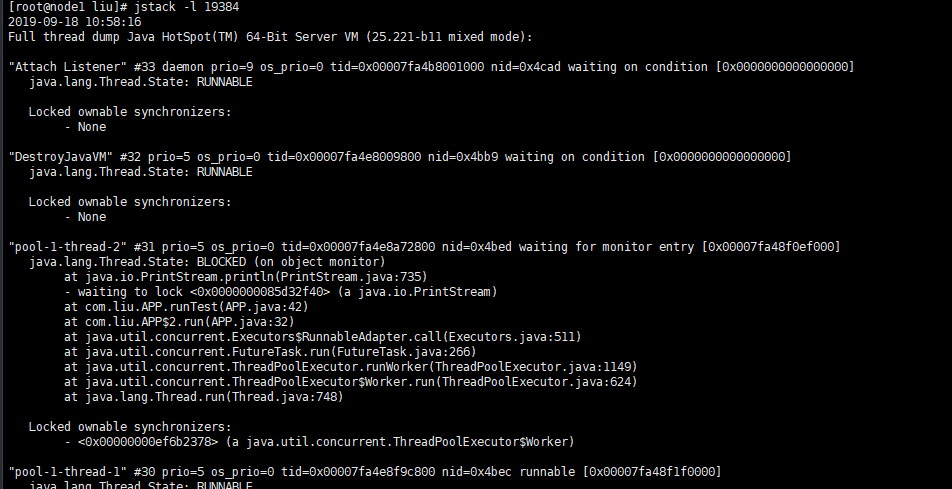 [root@node1 liu]# jstack -l 19384
2019-09-18 10:58:16
Full thread dump Java HotSpot(TM) 64-Bit Server VM (25.221-b11 mixed mode):

"Attach Listener" #33 daemon prio=9 os_prio=0 tid=0x00007fa4b8001000 nid=0x4cad waiting on condition [0x0000000000000000]
   java.lang.Thread.State: RUNNABLE

   Locked ownable synchronizers:
        - None

"DestroyJavaVM" #32 prio=5 os_prio=0 tid=0x00007fa4e8009800 nid=0x4bb9 waiting on condition [0x0000000000000000]
   java.lang.Thread.State: RUNNABLE

   Locked ownable synchronizers:
        - None

"pool-1-thread-2" #31 prio=5 os_prio=0 tid=0x00007fa4e8a72800 nid=0x4bed waiting for monitor entry [0x00007fa48f0ef000]
   java.lang.Thread.State: BLOCKED (on object monitor)
        at java.io.PrintStream.println(PrintStream.java:735)
        - waiting to lock <0x0000000085d32f40> (a java.io.PrintStream)
        at com.liu.APP.runTest(APP.java:42)
        at com.liu.APP$2.run(APP.java:32)
        at java.util.concurrent.Executors$RunnableAdapter.call(Executors.java:511)
        at java.util.concurrent.FutureTask.run(FutureTask.java:266)
        at java.util.concurrent.ThreadPoolExecutor.runWorker(ThreadPoolExecutor.java:1149)
        at java.util.concurrent.ThreadPoolExecutor$Worker.run(ThreadPoolExecutor.java:624)
        at java.lang.Thread.run(Thread.java:748)

   Locked ownable synchronizers:
        - <0x00000000ef6b2378> (a java.util.concurrent.ThreadPoolExecutor$Worker)

"pool-1-thread-1" #30 prio=5 os_prio=0 tid=0x00007fa4e8f9c800 nid=0x4bec runnable [0x00007fa48f1f0000]
   java.lang.Thread.State: RUNNABLE